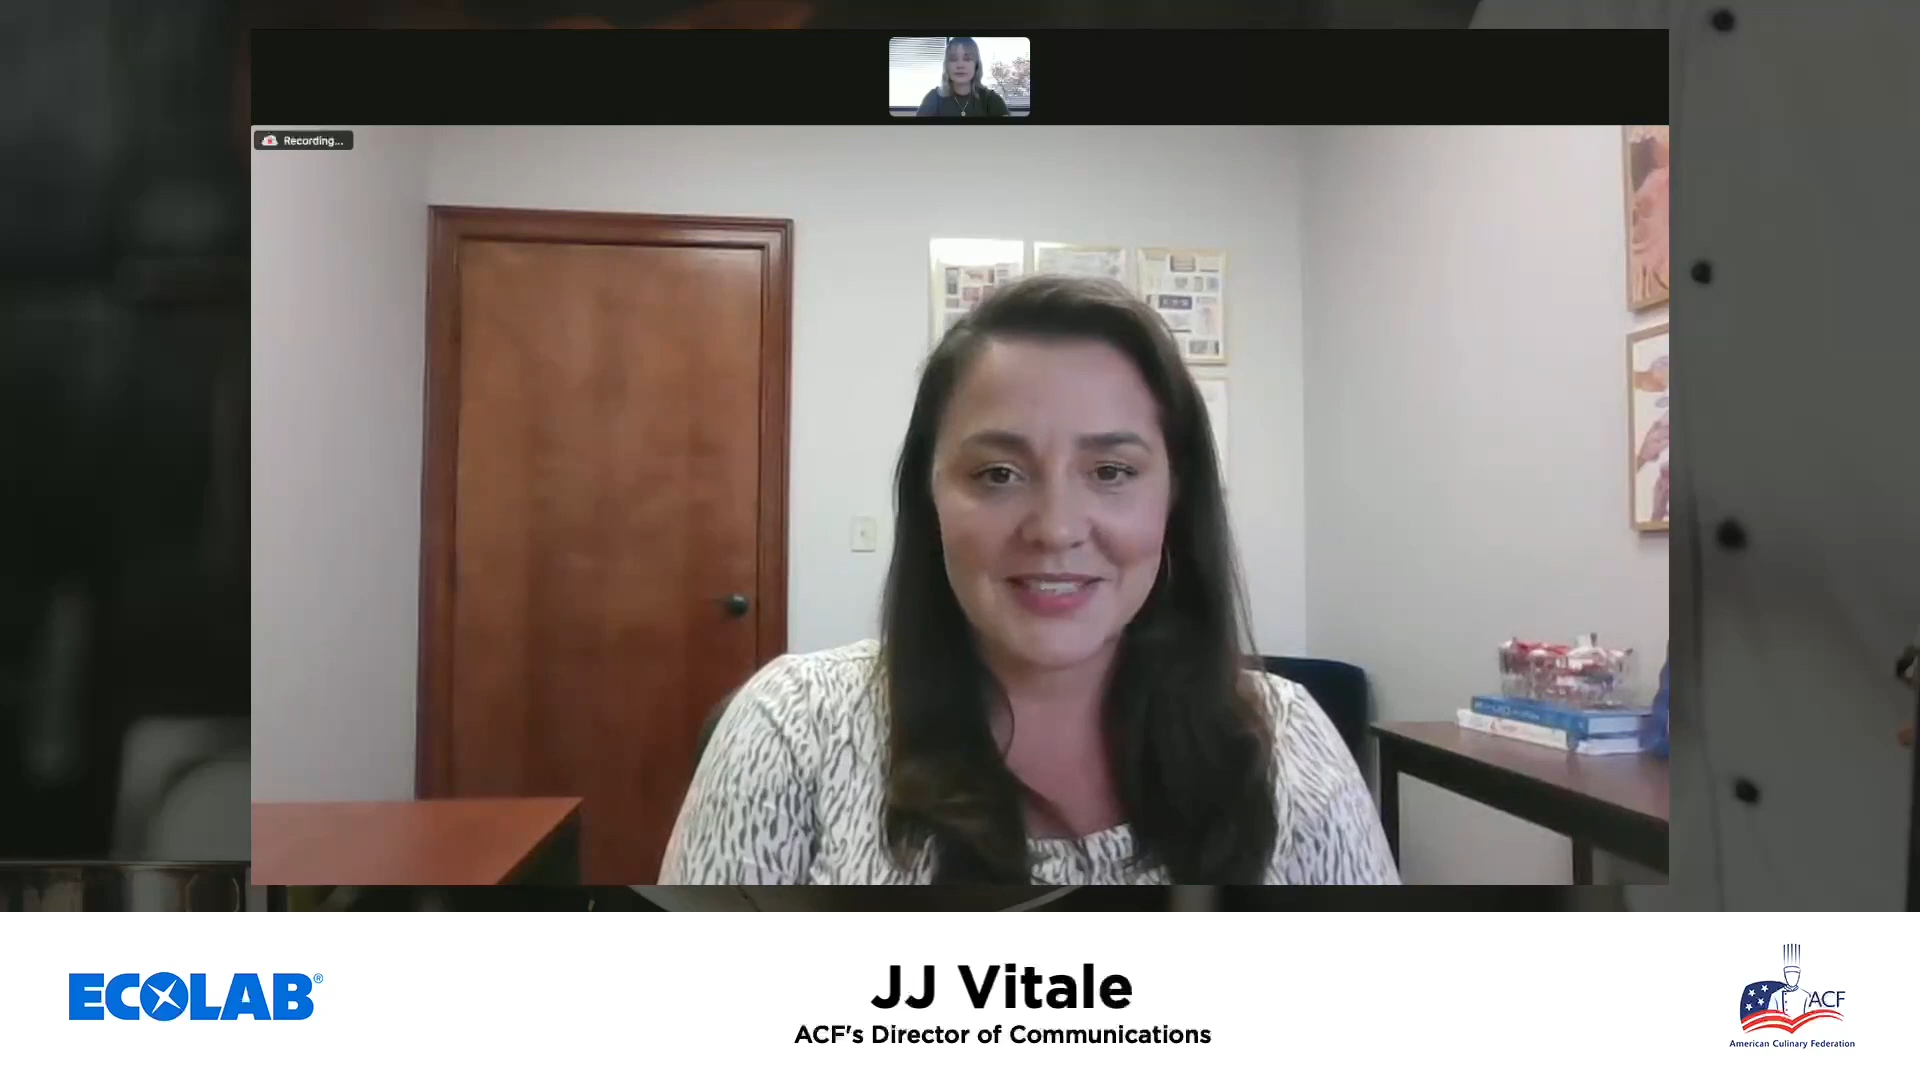 Recording...
ECOLAB®
JJ Vitale
ACF's Director of Communications
ACF
American Culinary Federation